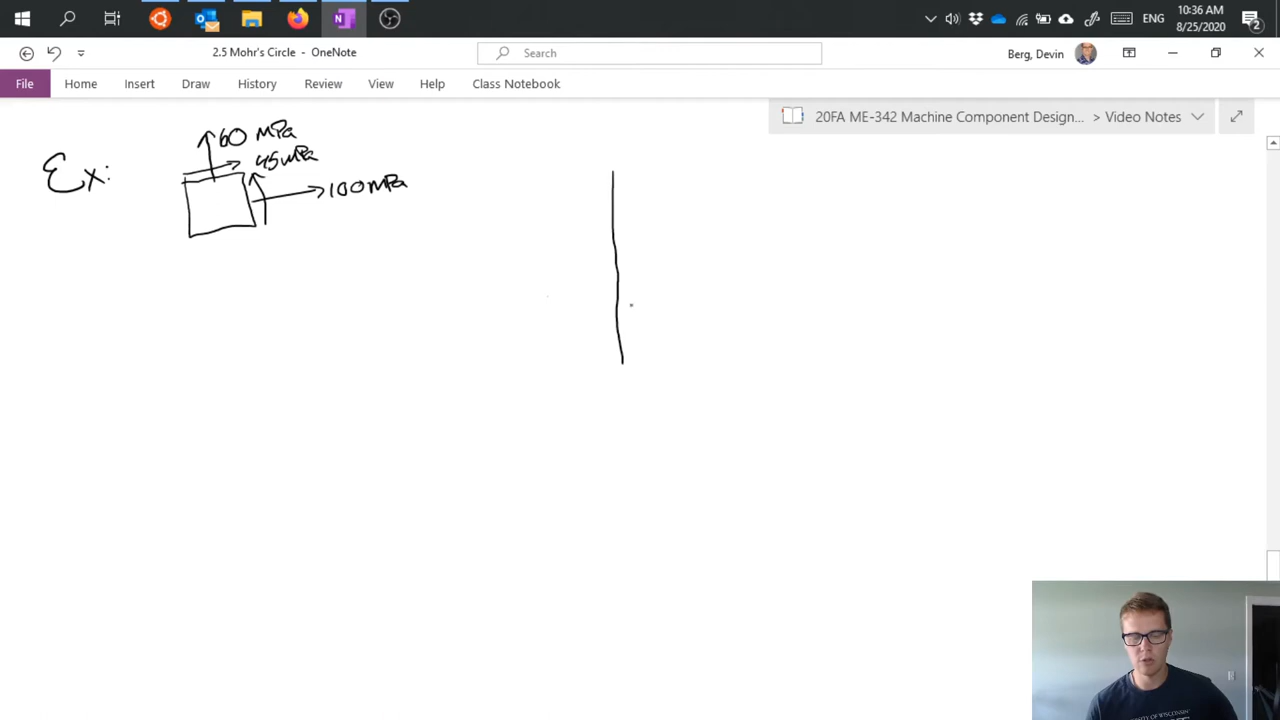 10:36 AM
ENG
8/25/2020
2
2.5 Mohr's Circle - OneNote
Search
Berg, Devin
File Home Insert Draw History Review View Help Class Notebook
20FA ME-342 Machine Component Design... > Video Notes
60 MPa
45 MPa
Ex:
100 MPa